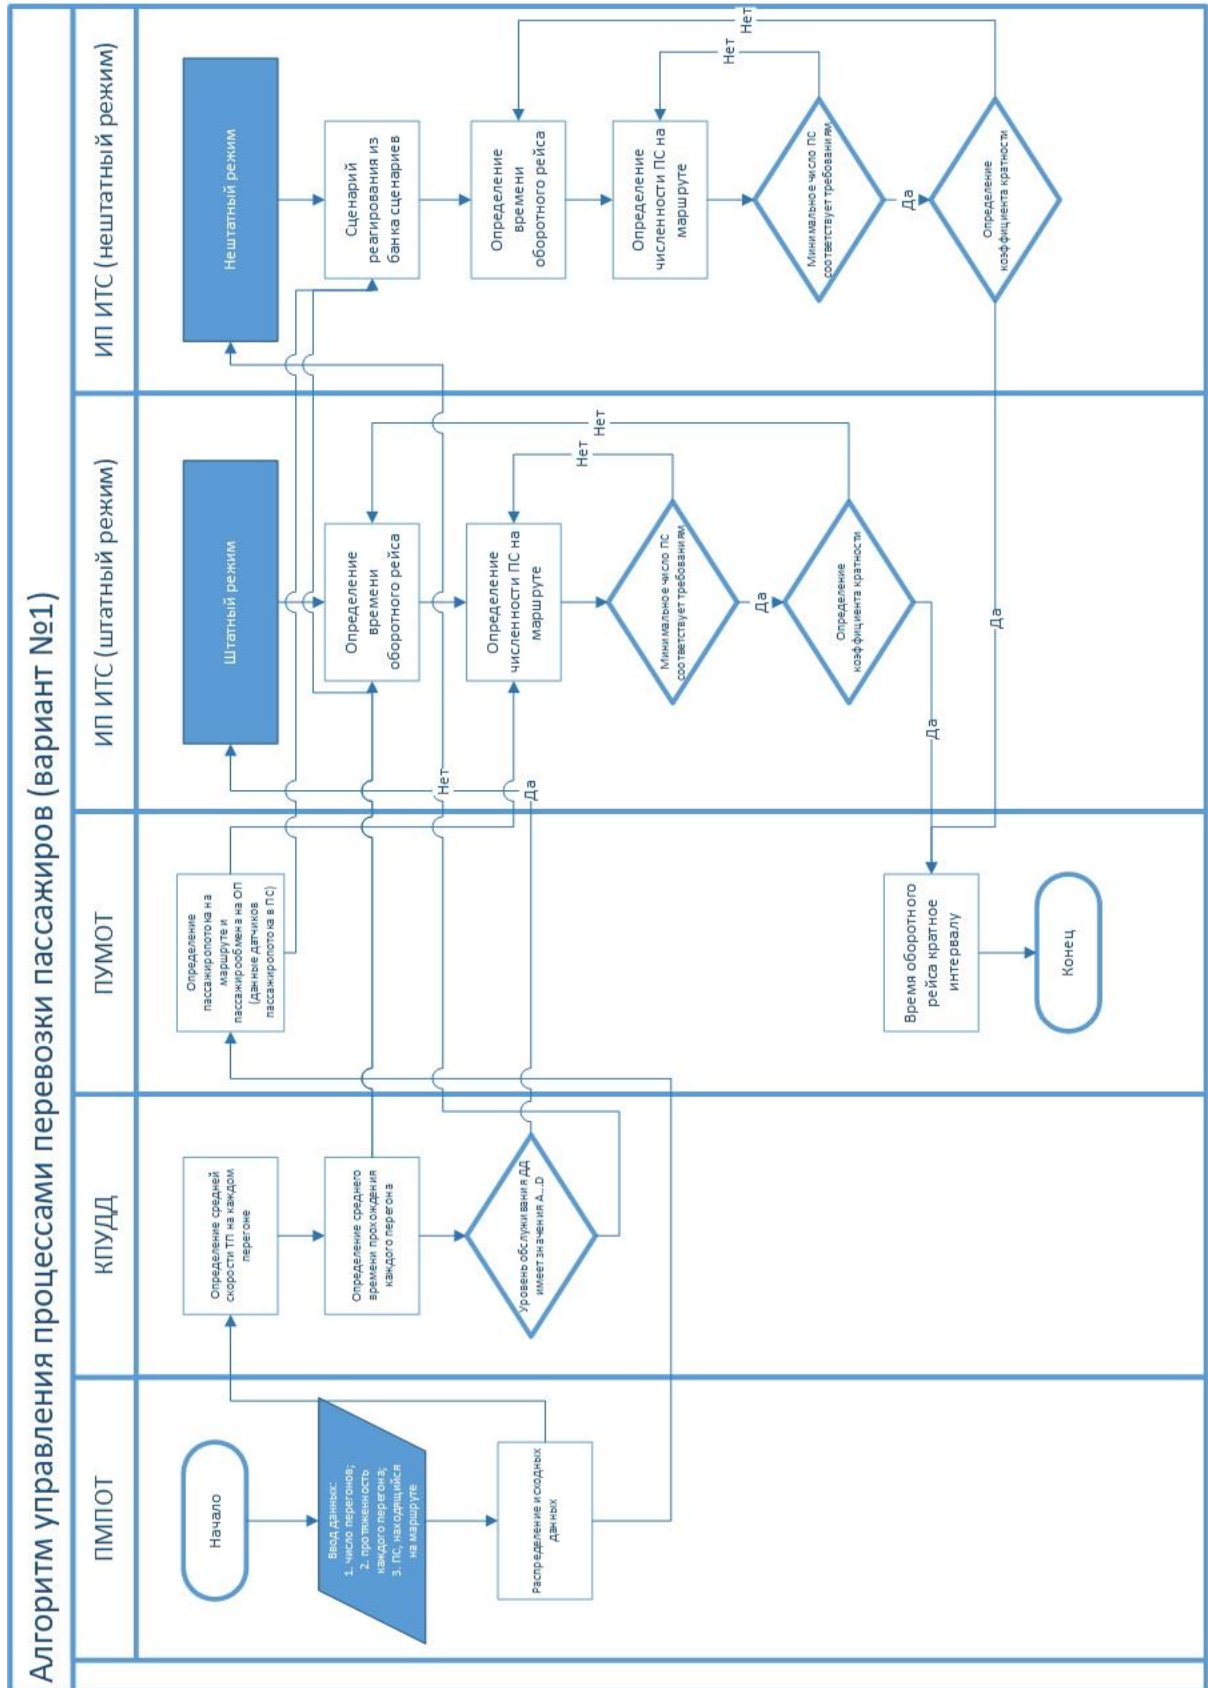 Алгоритм управления процессами перевозки пассажиров (вариант №1)
ПМПОТ
КПУДД
ПУМОТ
ИП ИТС (штатный режим)
ИП ИТС (нештатный режим)
Начало
Ввод данных:
1. число перегонов;
2. протяженность
каждого перегона;
3. ПС, находящийся
на маршруте
Распределение исходных
данных
Определение средней
скорости ТП на каждом
перегоне
Определение среднего
времени прохождения
каждого перегона
Уровень обслуживания ДД
имеет значения A...D
Определение
пассажиропотока на
маршруте и
пассажирообмена на ОП
(данные датчиков
пассажиропотока в ПС)
Время оборотного
рейса кратное
интервалу
Конец
Нет
Да
Штатный режим
Определение
времени
оборотного рейса
Определение
численности ПС на
маршруте
Минимальное число ПС
соответствует требованиям
Нет
Да
Определение
коэффициента кратности
Нет
Да
Нештатный режим
Сценарий
реагирования из
банка сценариев
Определение
времени
оборотного рейса
Определение
численности ПС на
маршруте
Минимальное число ПС
соответствует требованиям
Нет
Да
Определение
коэффициента кратности
Нет
Да